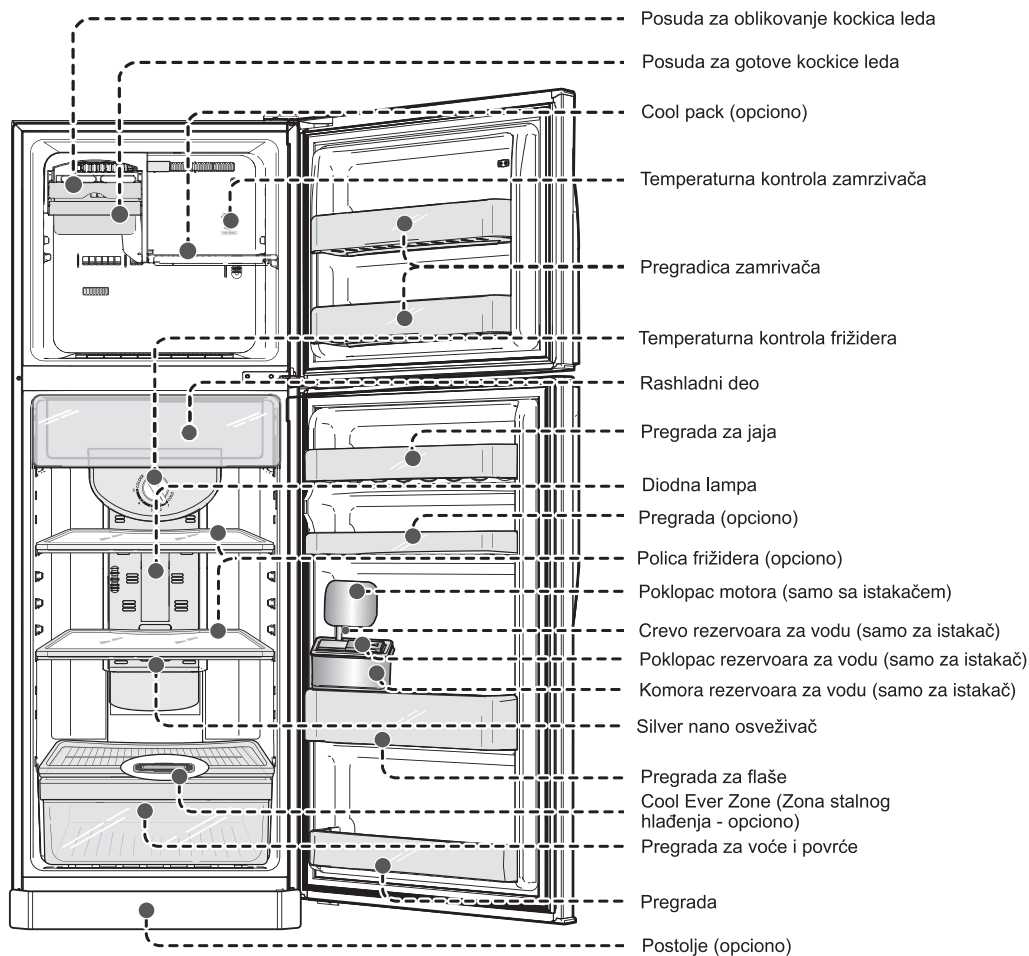 Posuda za oblikovanje kockica leda
Posuda za gotove kockice leda
Cool pack (opciono)
Temperaturna kontrola zamrzivača
Pregradica zamrivača
Temperaturna kontrola frižidera
Rashladni deo
Pregrada za jaja
Diodna lampa
Pregrada (opciono)
Polica frižidera (opciono)
Poklopac motora (samo sa istakačem)
Crevo rezervoara za vodu (samo za istakač)
Poklopac rezervoara za vodu (samo za istakač)
Komora rezervoara za vodu (samo za istakač)
Silver nano osveživač
Pregrada za flaše
Cool Ever Zone (Zona stalnog
hlađenja - opciono)
Pregrada za voće i povrće
Pregrada
Postolje (opciono)